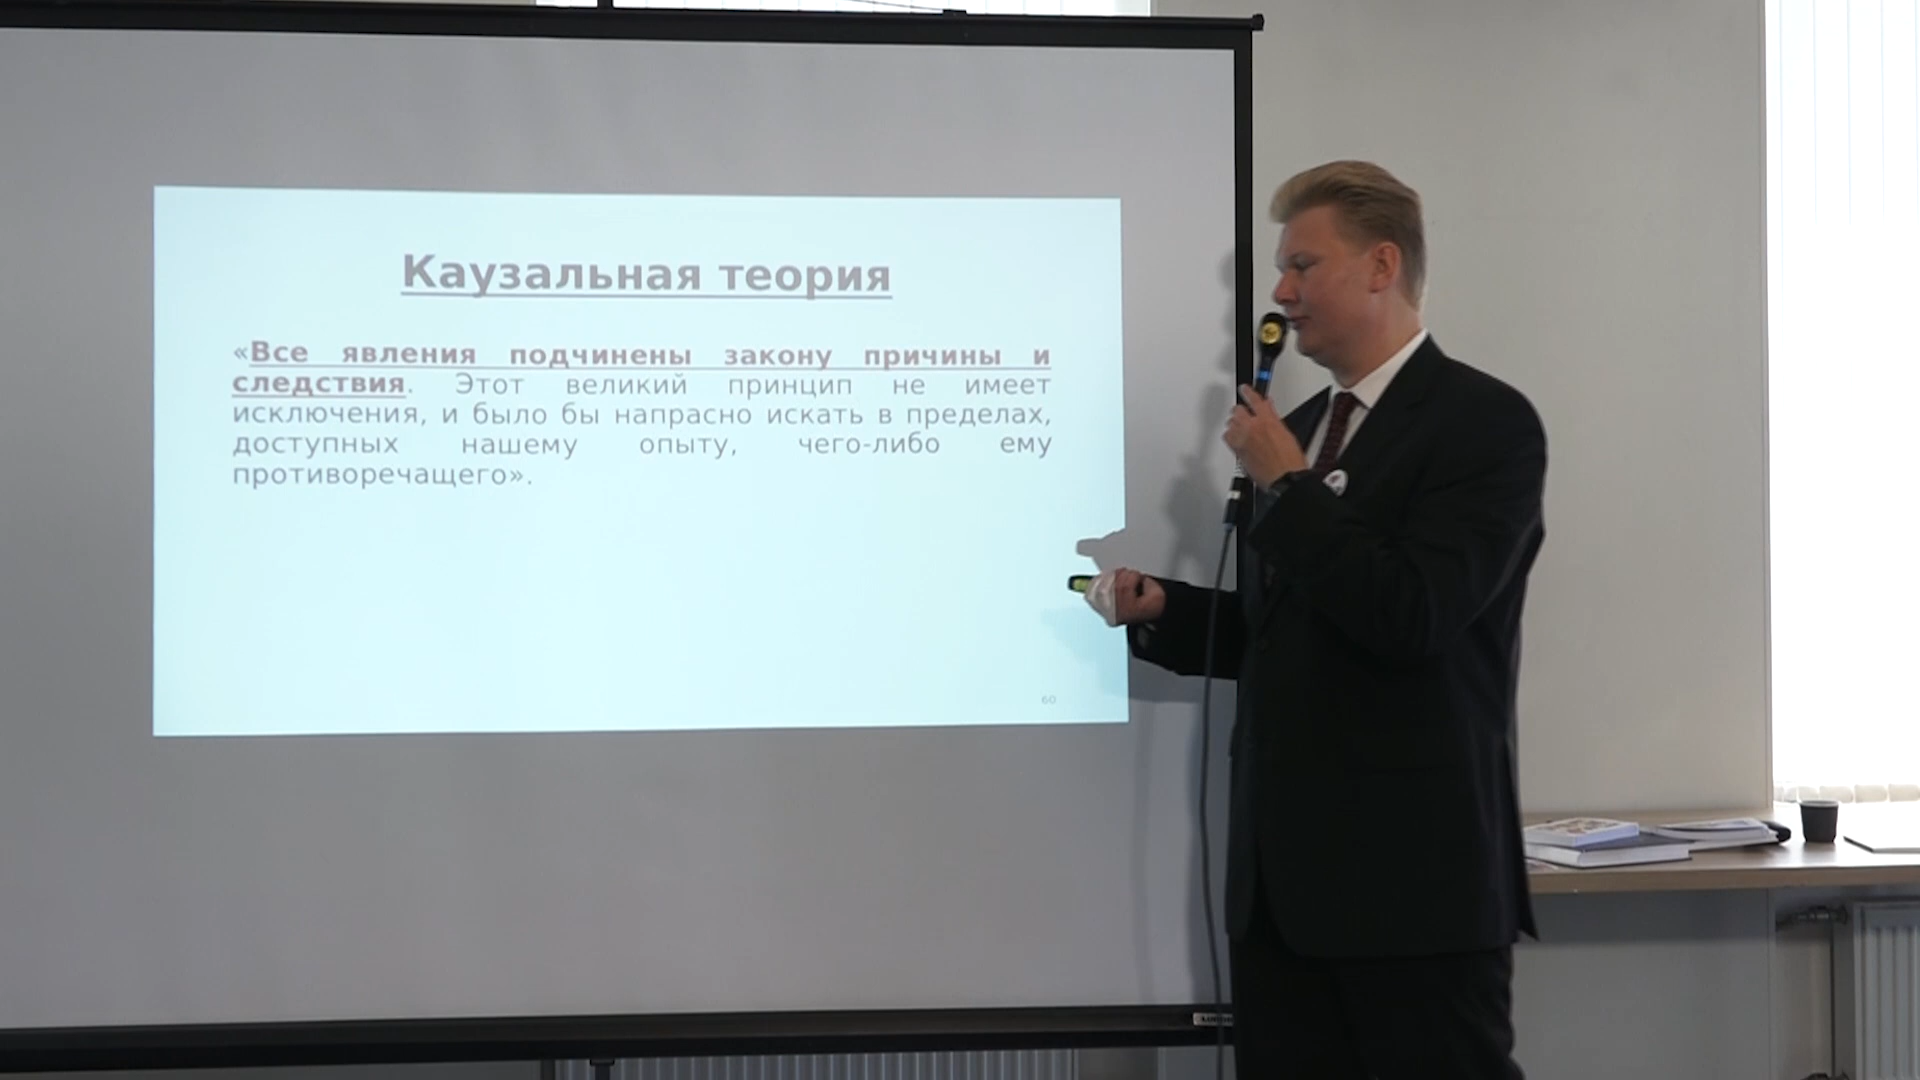 Каузальная теория
«Все явления подчинены закону причины и
следствия. Этот великий принцип не имеет
исключения, и было бы напрасно искать в пределах,
доступных нашему опыту, чего-либо ему
противоречащего».
60